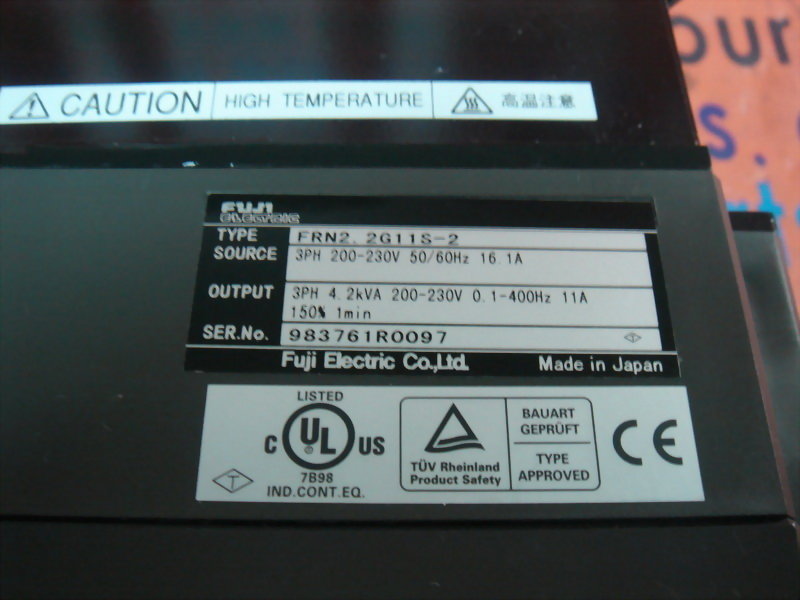 CAUTION HIGH TEMPERATURE 高温注意
our
s.
FUJI
ELECTRIC
TYPE FRN2.2G11S-2
SOURCE 3PH 200-230V 50/60Hz 16.1A
OUTPUT 3PH 4.2kVA 200-230V 0.1-400Hz 11A
150% 1min
SER.No. 983761R0097
Fuji Electric Co.,Ltd. Made in Japan
LISTED
C UL US
®
7B98
IND.CONT.EQ.
T
TÜV Rheinland
Product Safety
BAUART
GEPRÜFT
TYPE
APPROVED
CE